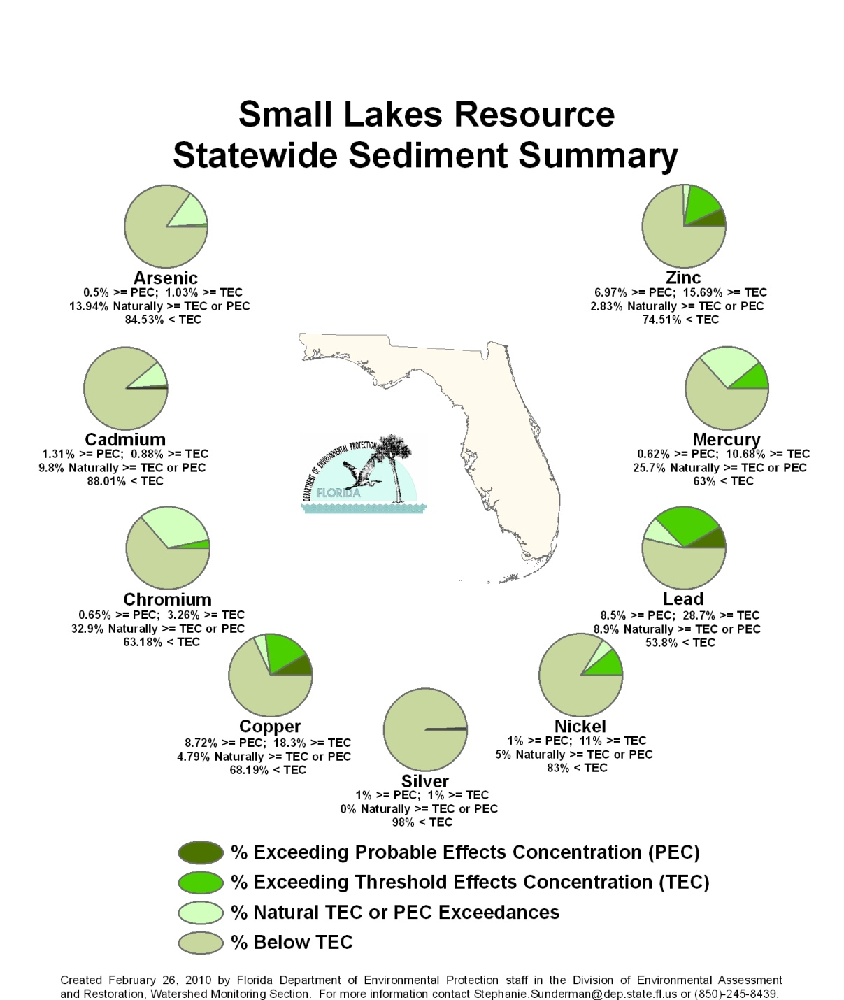 Small Lakes Resource
Statewide Sediment Summary
Arsenic
0.5% >= PEC; 1.03% >= TEC
13.94% Naturally >= TEC or PEC
84.53% < TEC
Zinc
6.97% >= PEC; 15.69% >= TEC
2.83% Naturally >= TEC or PEC
74.51% < TEC
Cadmium
1.31% >= PEC; 0.88% >= TEC
9.8% Naturally >= TEC or PEC
88.01% < TEC
Mercury
0.62% >= PEC; 10.68% >= TEC
25.7% Naturally >= TEC or PEC
63% < TEC
DEPARTMENT OF ENVIRONMENTAL PROTECTION
FLORIDA
Chromium
0.65% >= PEC; 3.26% >= TEC
32.9% Naturally >= TEC or PEC
63.18% < TEC
Lead
8.5% >= PEC; 28.7% >= TEC
8.9% Naturally >= TEC or PEC
53.8% < TEC
Copper
8.72% >= PEC; 18.3% >= TEC
4.79% Naturally >= TEC or PEC
68.19% < TEC
Nickel
1% >= PEC; 11% >= TEC
5% Naturally >= TEC or PEC
83% < TEC
Silver
1% >= PEC; 1% >= TEC
0% Naturally >= TEC or PEC
98% < TEC
% Exceeding Probable Effects Concentration (PEC)
% Exceeding Threshold Effects Concentration (TEC)
% Natural TEC or PEC Exceedances
% Below TEC
Created February 26, 2010 by Florida Department of Environmental Protection staff in the Division of Environmental Assessment
and Restoration, Watershed Monitoring Section. For more information contact Stephanie.Sunderman@dep.state.fl.us or (850)-245-8439.